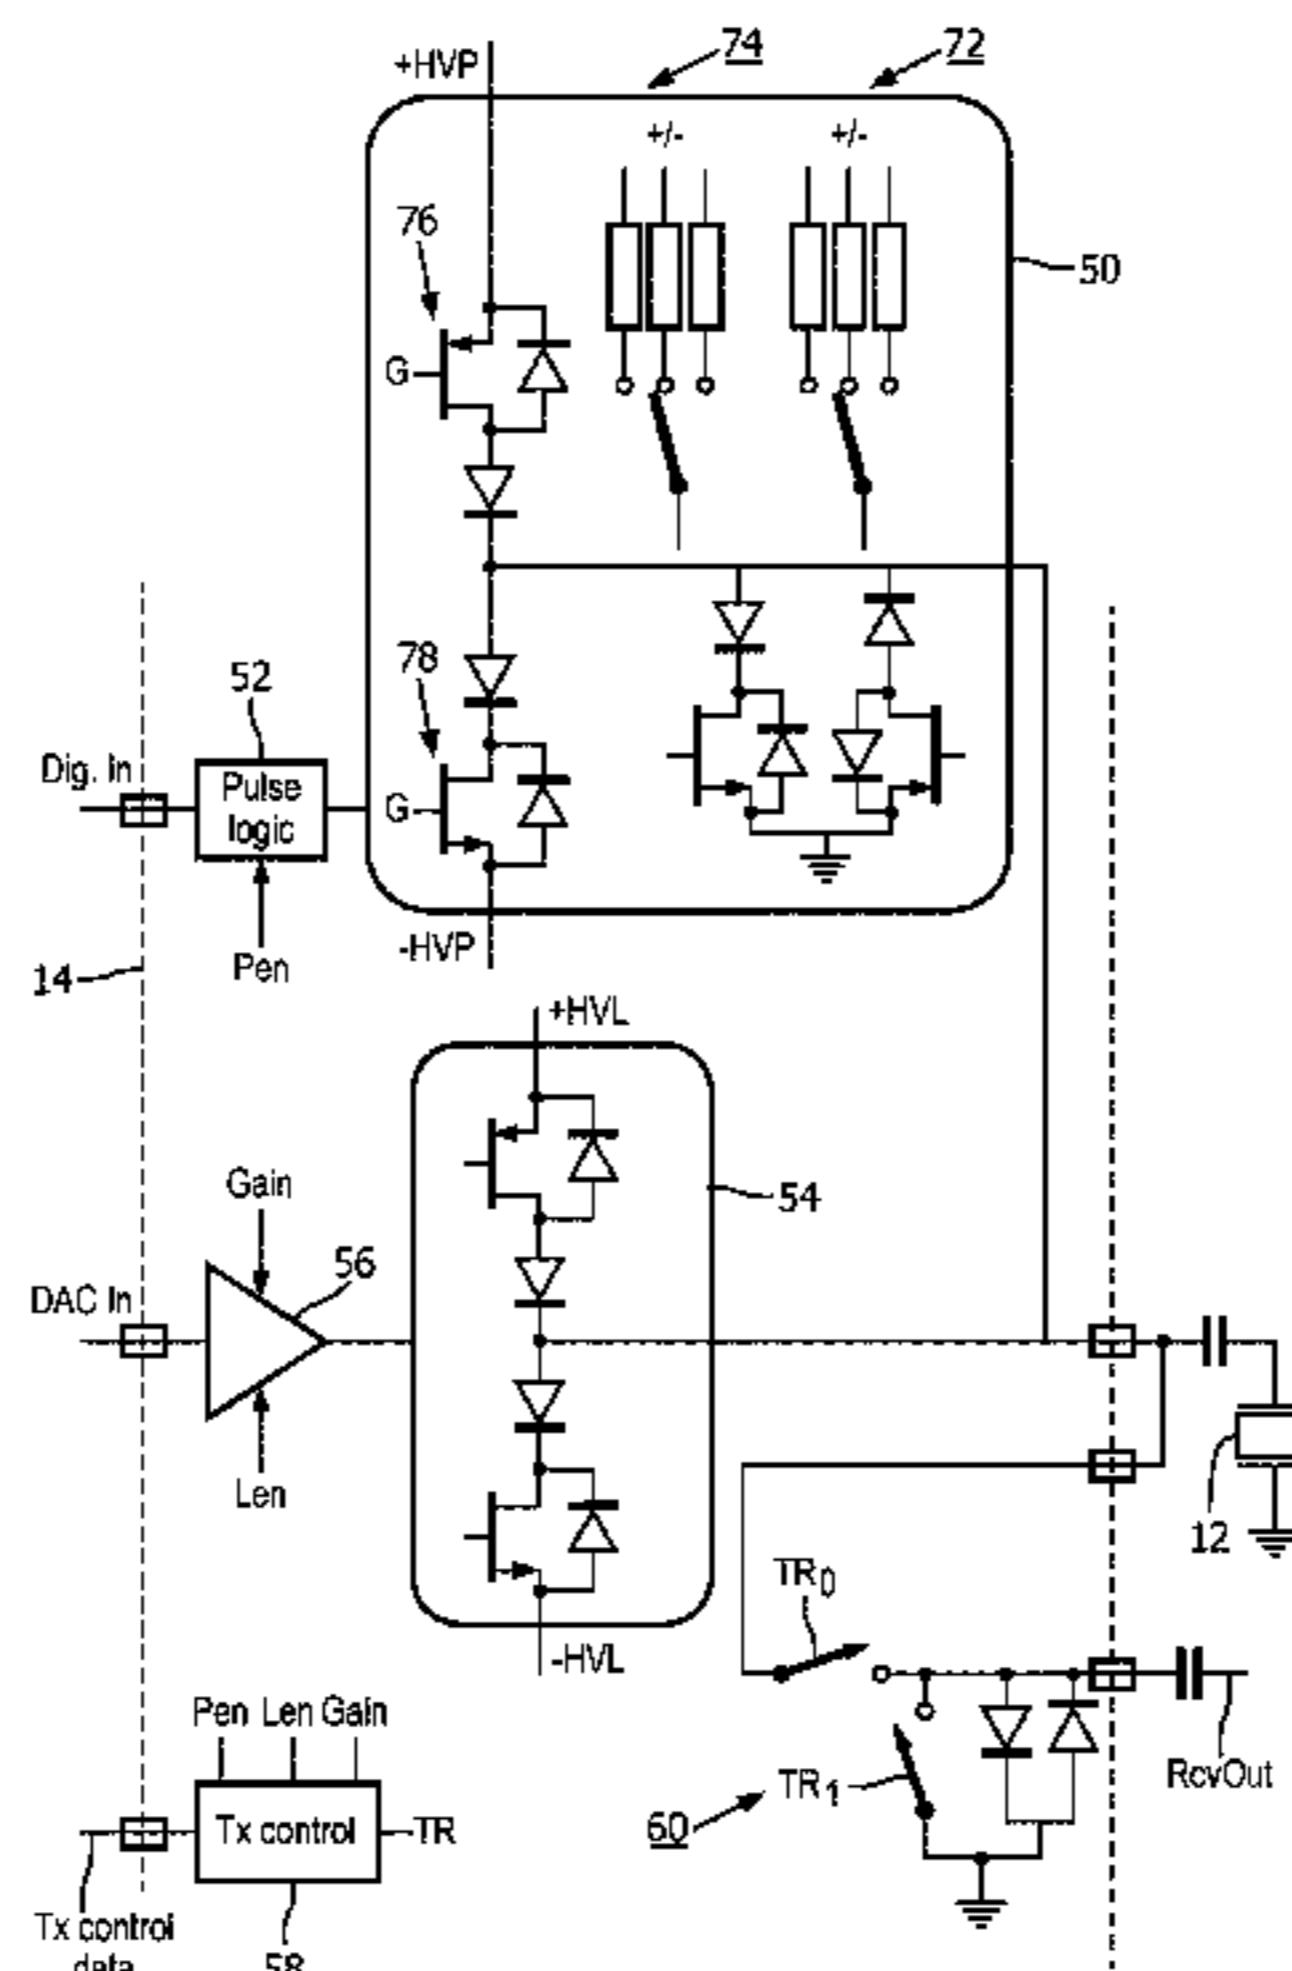 74
72
+HVP
+/-
+/-
76
50
G
78
52
Dig. In
Pulse
logic
G
Pen
-HVP
14
+HVL
Gain
54
56
DAC In
Len
12
TR0
-HVL
Pen Len Gain
RcvOut
TR1
60
Tx control
TR
Tx control
data
58